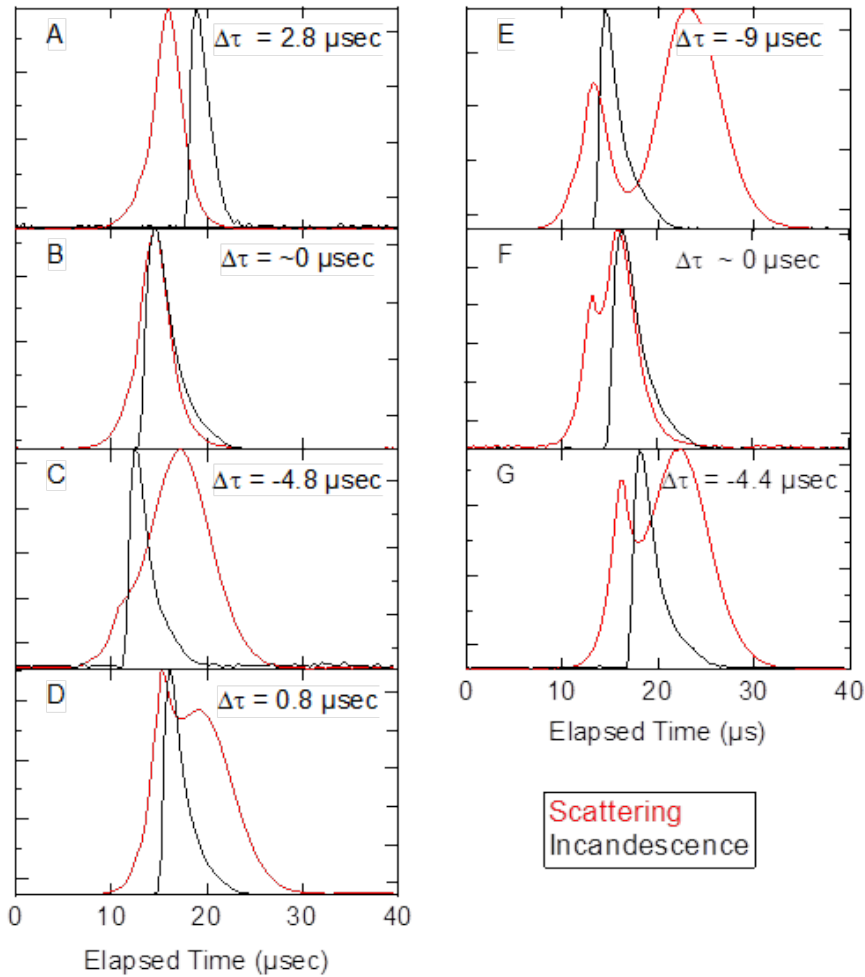 A
Δτ = 2.8 µsec
B
Δτ = ~0 µsec
C
Δτ = -4.8 µsec
D
Δτ = 0.8 µsec
0 10 20 30 40
Elapsed Time (µsec)
E
Δτ = -9 µsec
F
Δτ ~ 0 µsec
G
Δτ = -4.4 µsec
0 10 20 30 40
Elapsed Time (µs)
Scattering
Incandescence